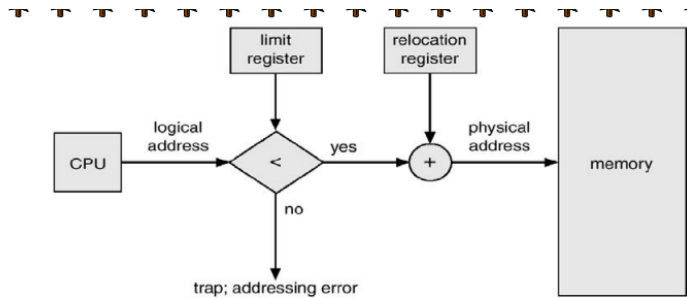 limit
register
relocation
register
logical
address
physical
address
CPU
<
yes
+
memory
no
trap; addressing error